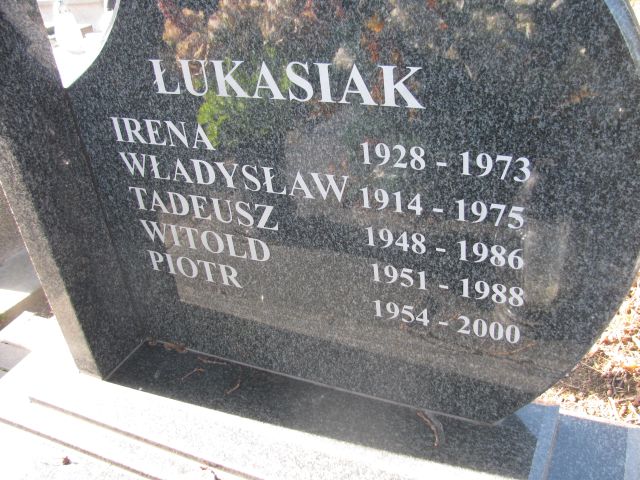 ŁUKASIAK
IRENA 1928 - 1973
WŁADYSŁAW 1914 - 1975
TADEUSZ 1948 - 1986
WITOLD 1951 - 1988
PIOTR 1954 - 2000